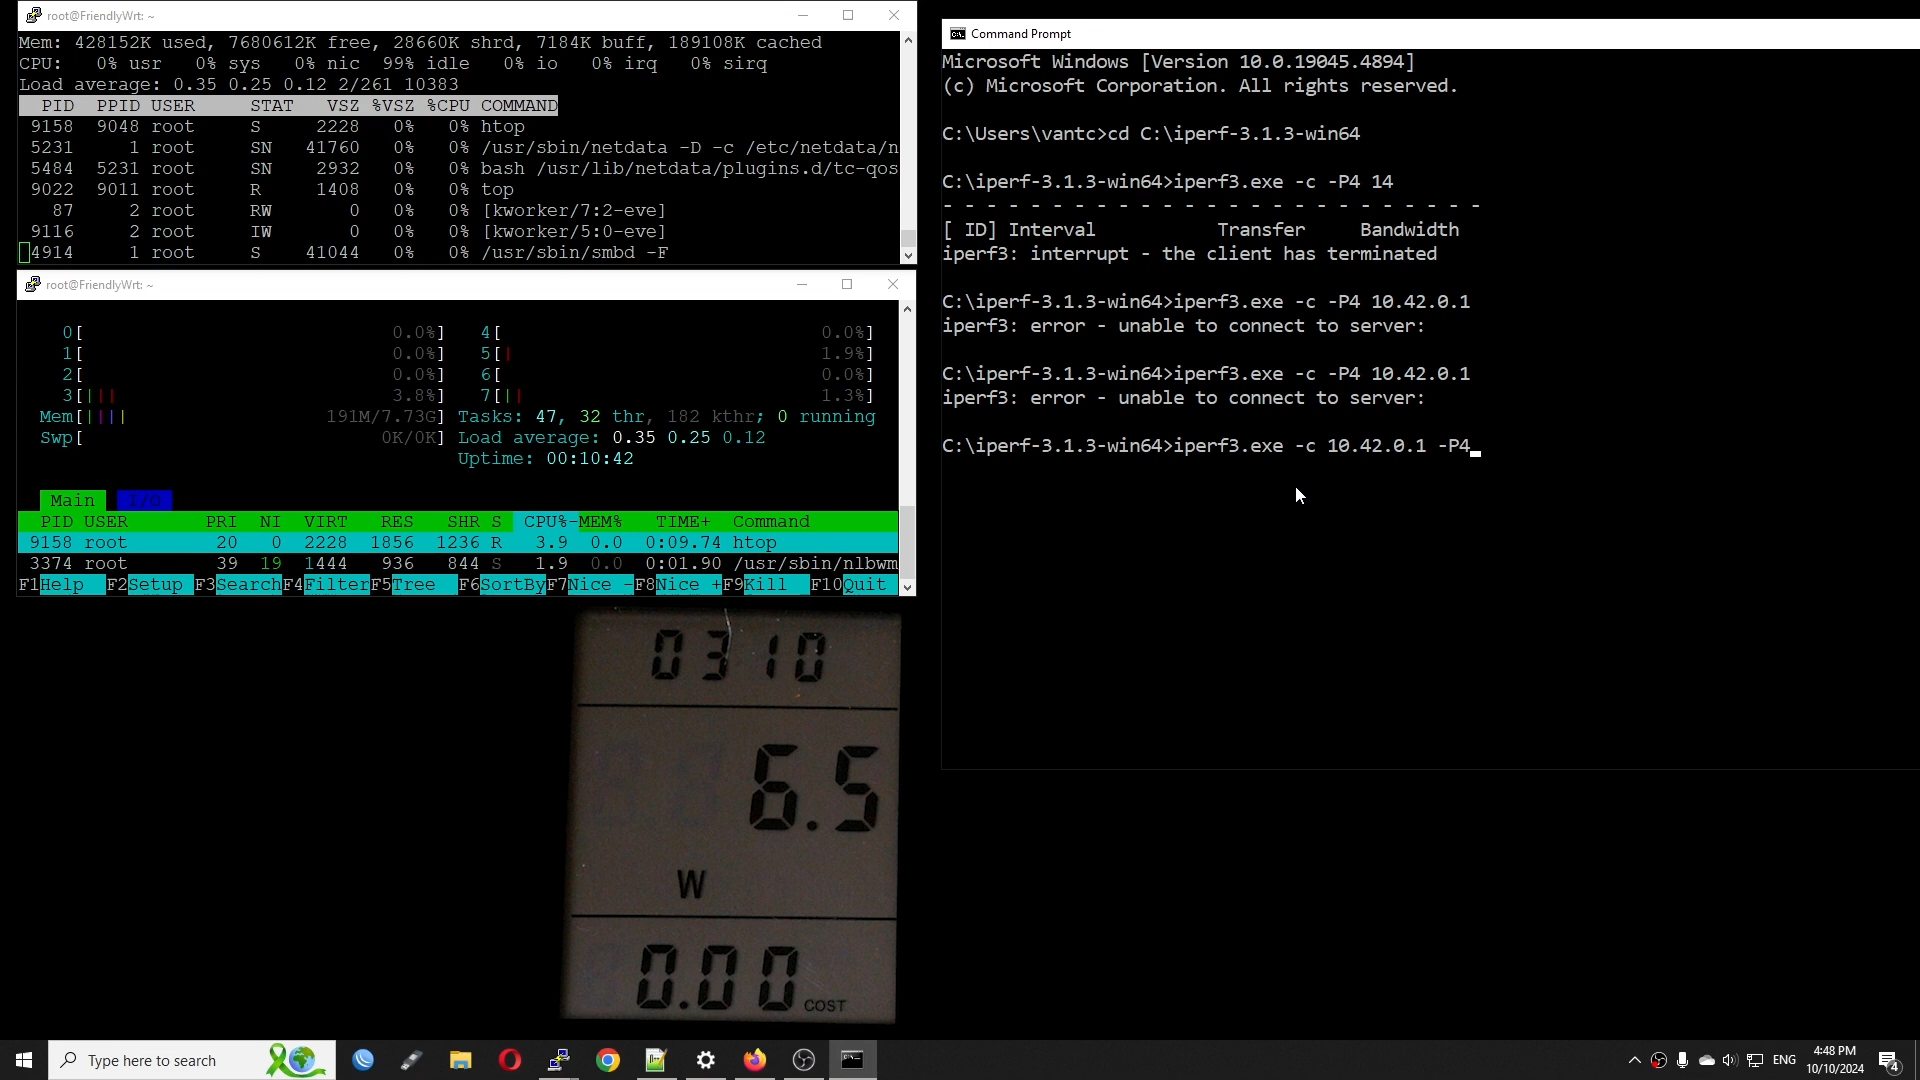 root@FriendlyWrt: ~
Mem: 428152K used, 7680612K free, 28660K shrd, 7184K buff, 189108K cached
CPU:   0% usr   0% sys   0% nic  99% idle   0% io   0% irq   0% sirq
Load average: 0.35 0.25 0.12 2/261 10383
PID  PPID USER     STAT   VSZ %VSZ %CPU COMMAND
9158  9048 root     S     2228   0%   0% htop
5231     1 root     SN   41760   0%   0% /usr/sbin/netdata -D -c /etc/netdata/n
5484  5231 root     SN    2932   0%   0% bash /usr/lib/netdata/plugins.d/tc-qos
9022  9011 root     R     1408   0%   0% top
87     2 root     RW       0   0%   0% [kworker/7:2-eve]
9116     2 root     IW       0   0%   0% [kworker/5:0-eve]
4914     1 root     S    41044   0%   0% /usr/sbin/smbd -F
root@FriendlyWrt: ~
0[ 0.0%] 4[ 0.0%]
1[ 0.0%] 5[| 1.9%]
2[ 0.0%] 6[ 0.0%]
3[||| 3.8%] 7[|| 1.3%]
Mem[|||| 191M/7.73G] Tasks: 47, 32 thr, 182 kthr; 0 running
Swp[ 0K/0K] Load average: 0.35 0.25 0.12
Uptime: 00:10:42
Main I/O
PID USER PRI NI VIRT RES SHR S CPU%-MEM% TIME+ Command
9158 root 20 0 2228 1856 1236 R 3.9 0.0 0:09.74 htop
3374 root 39 19 1444 936 844 S 1.9 0.0 0:01.90 /usr/sbin/nlbwm
F1Help F2Setup F3SearchF4FilterF5Tree F6SortByF7Nice -F8Nice +F9Kill F10Quit
0310
6.5
W
0.00 COST
Command Prompt
Microsoft Windows [Version 10.0.19045.4894]
(c) Microsoft Corporation. All rights reserved.
C:\Users\vantc>cd C:\iperf-3.1.3-win64
C:\iperf-3.1.3-win64>iperf3.exe -c -P4 14
- - - - - - - - - - - - - - - - - - - - - - - - -
[ ID] Interval           Transfer     Bandwidth
iperf3: interrupt - the client has terminated
C:\iperf-3.1.3-win64>iperf3.exe -c -P4 10.42.0.1
iperf3: error - unable to connect to server:
C:\iperf-3.1.3-win64>iperf3.exe -c -P4 10.42.0.1
iperf3: error - unable to connect to server:
C:\iperf-3.1.3-win64>iperf3.exe -c 10.42.0.1 -P4
Type here to search
ENG
4:48 PM
10/10/2024
4